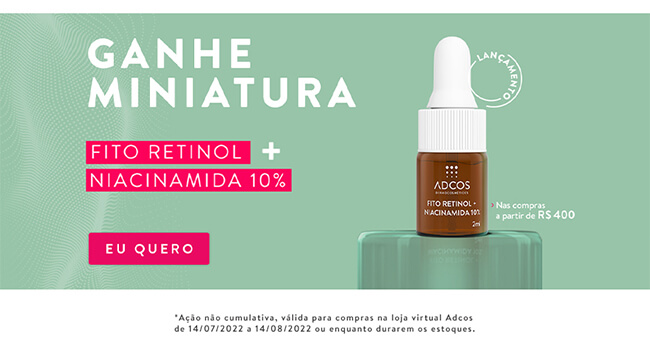 GANHE
MINIATURA
LANÇAMENTO
FITO RETINOL +
NIACINAMIDA 10%
ADCOS
FITO RETINOL +
NIACINAMIDA 10%
2ml
Nas compras
a partir de R$ 400
EU QUERO
*Ação não cumulativa, válida para compras na loja virtual Adcos
de 14/07/2022 a 14/08/2022 ou enquanto durarem os estoques.